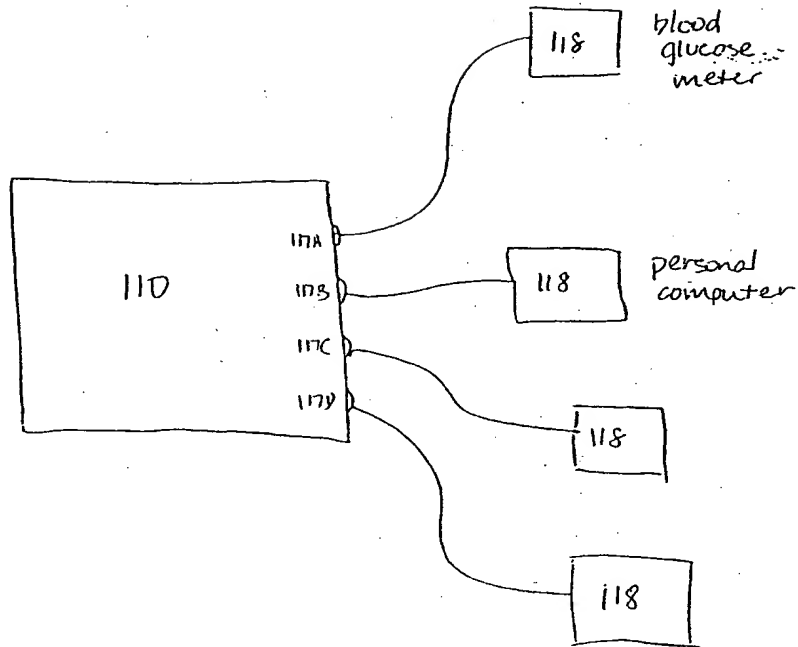 118
blood
glucose
meter
110
117A
117B
117C
117D
118
personal
computer
118
118